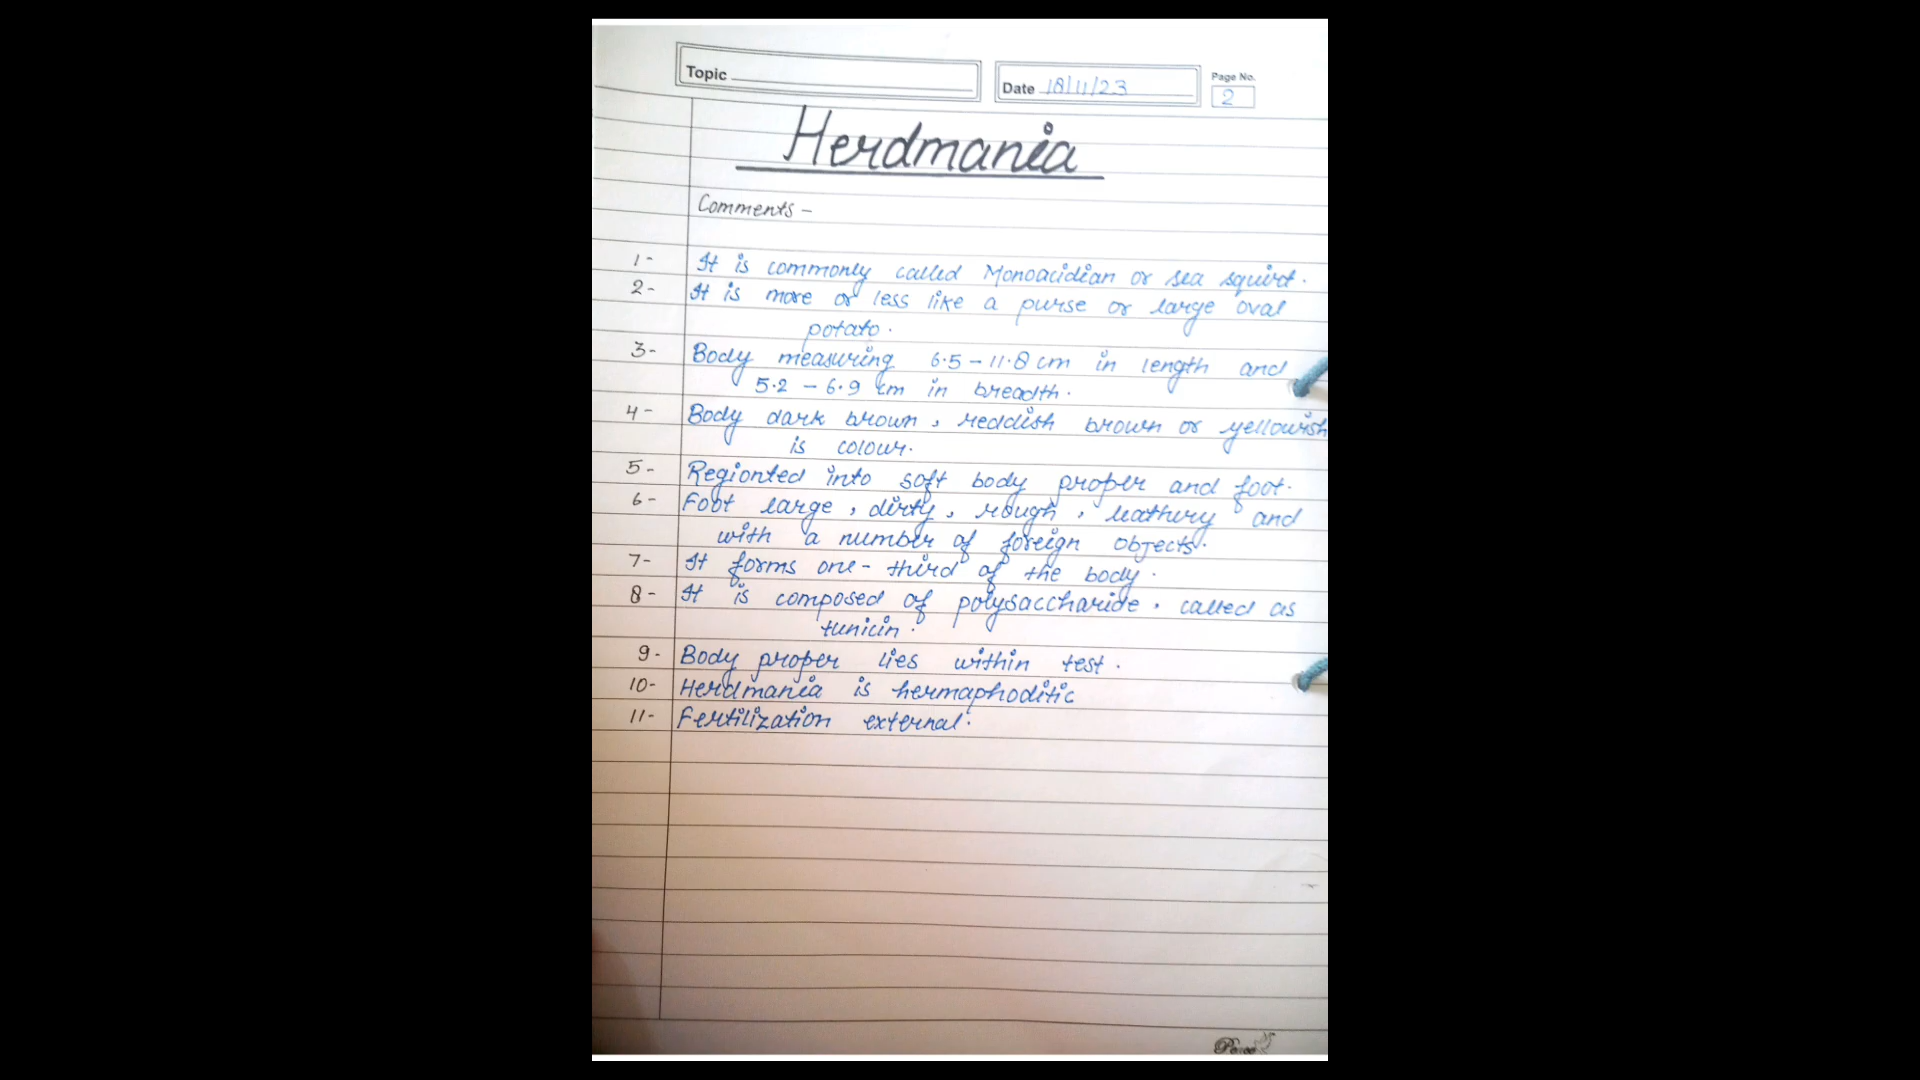 Topic
Date 18/11/23
Page No.
2
Herdmania
Comments -
1- It is commonly called Monoacidian or sea squirt.
2- It is more or less like a purse or large oval
potato.
3- Body measuring 6.5 - 11.8 cm in length and
5.2 - 6.9 cm in breadth.
4- Body dark brown, reddish brown or yellowish
is colour.
5- Regionted into soft body proper and foot.
6- Foot large, dirty, rough, leathery and
with a number of foreign objects.
7- It forms one-third of the body.
8- It is composed of polysaccharide, called as
tunicin.
9- Body proper lies within test.
10- Herdmania is hermaphoditic
11- Fertilization external.